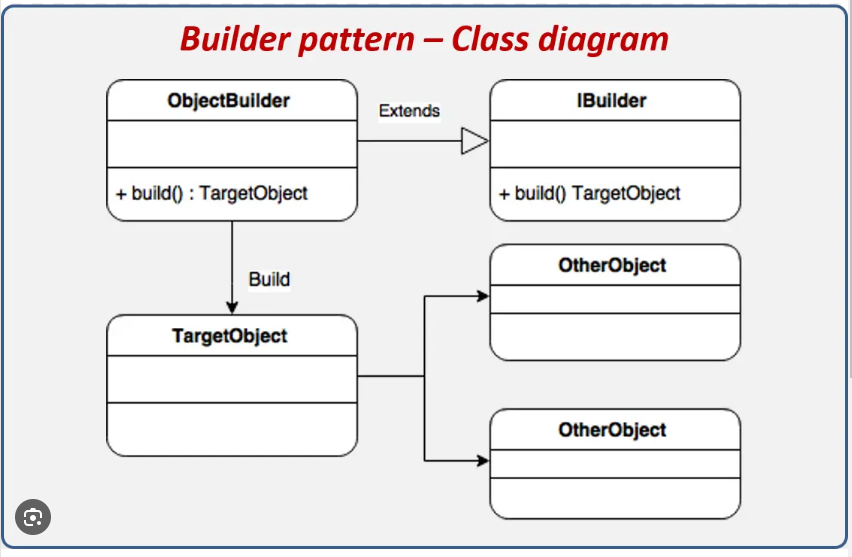 Builder pattern – Class diagram
ObjectBuilder
Extends
IBuilder
+ build() : TargetObject
+ build() TargetObject
Build
OtherObject
TargetObject
OtherObject